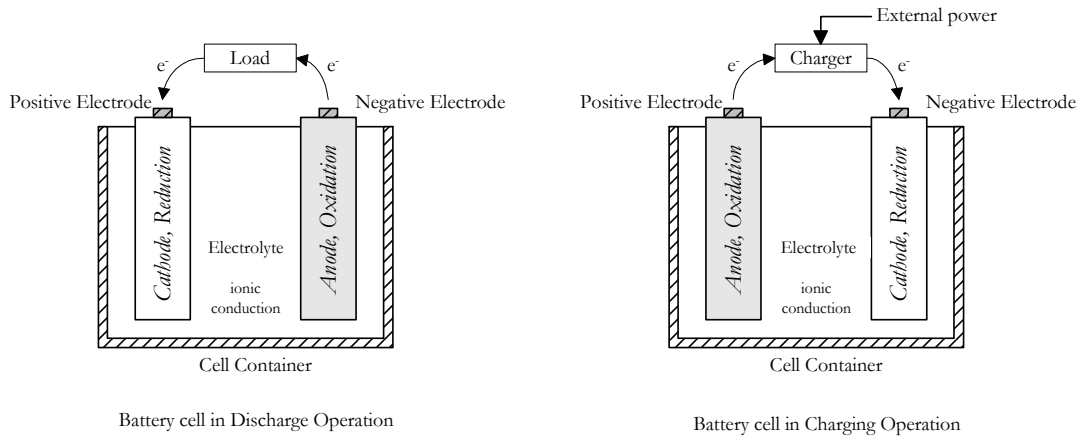 Load
e-
e-
Positive Electrode
Negative Electrode
Cathode, Reduction
Anode, Oxidation
Electrolyte
ionic
conduction
Cell Container
Battery cell in Discharge Operation
External power
Charger
e-
e-
Positive Electrode
Negative Electrode
Anode, Oxidation
Cathode, Reduction
Electrolyte
ionic
conduction
Cell Container
Battery cell in Charging Operation